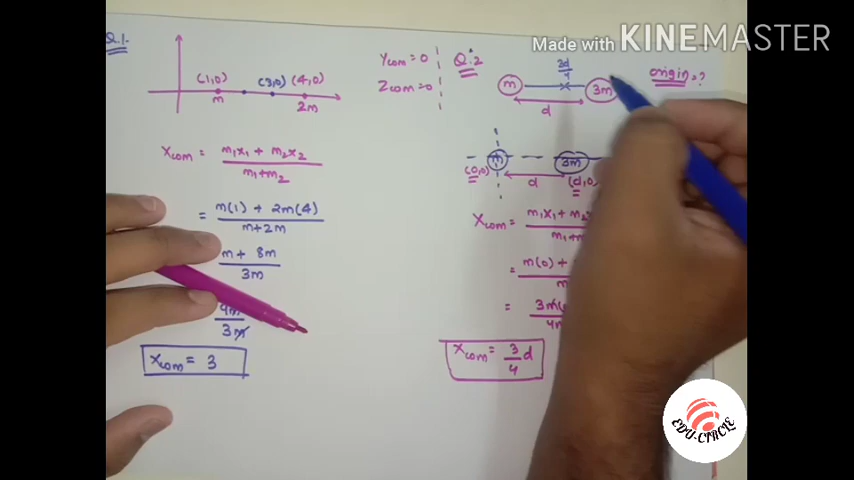 Made with KINEMASTER
Q.1.
(1,0) (3,0) (4,0)
m 2m
Ycom = 0
Zcom = 0
Xcom = m₁x₁ + m₂x₂ / m₁+m₂
= m(1) + 2m(4) / m+2m
m + 8m / 3m
3m
Xcom = 3
Q.2
3d
m 3m
d
origin = ?
m 3m
(0,0) d (d,0)
Xcom = m₁x₁ + m₂
m₁+m
= m(0) +
m
= 3m
4m
Xcom = 3/4 d
EDU-CIRCLE